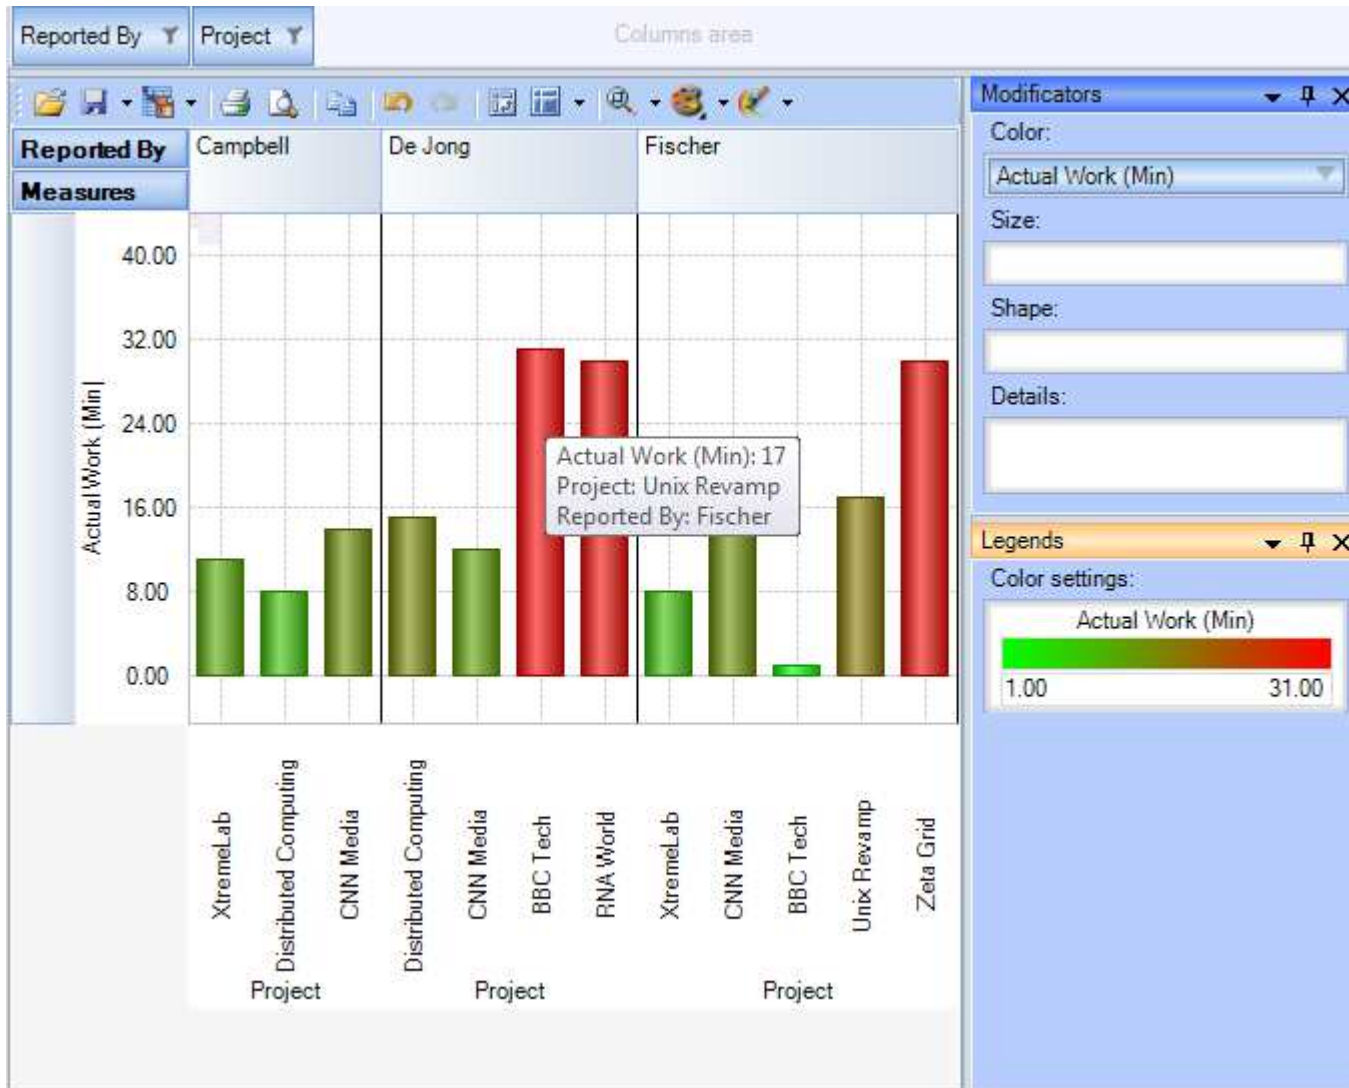 Reported By
Project
Columns area
Modificators
Color:
Actual Work (Min)
Size:
Shape:
Details:
Reported By
Campbell
De Jong
Fischer
Measures
Actual Work (Min)
40.00
32.00
24.00
16.00
8.00
0.00
Actual Work (Min): 17
Project: Unix Revamp
Reported By: Fischer
Legends
Color settings:
Actual Work (Min)
1.00
31.00
XtremeLab
Distributed Computing
CNN Media
Distributed Computing
CNN Media
BBC Tech
RNA World
XtremeLab
CNN Media
BBC Tech
Unix Revamp
Zeta Grid
Project
Project
Project